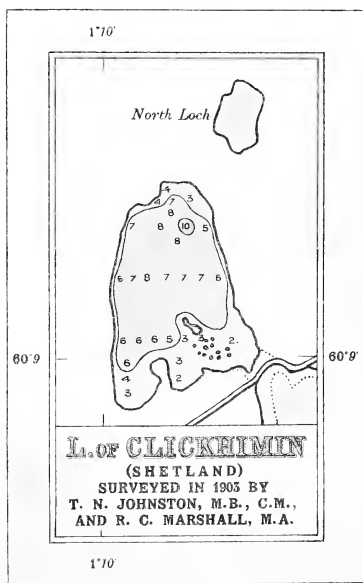 1°10'
North Loch
4
4 7 3
8
7 8 10 5
8
6 7 8 7 7 7 6
6 6 6 5 3 3 2
6 3
4 2
3
60°9 60°9'
L. OF CLICKHIMIN
(SHETLAND)
SURVEYED IN 1903 BY
T. N. JOHNSTON, M.B., C.M.,
AND R. C. MARSHALL, M.A.
1°10'